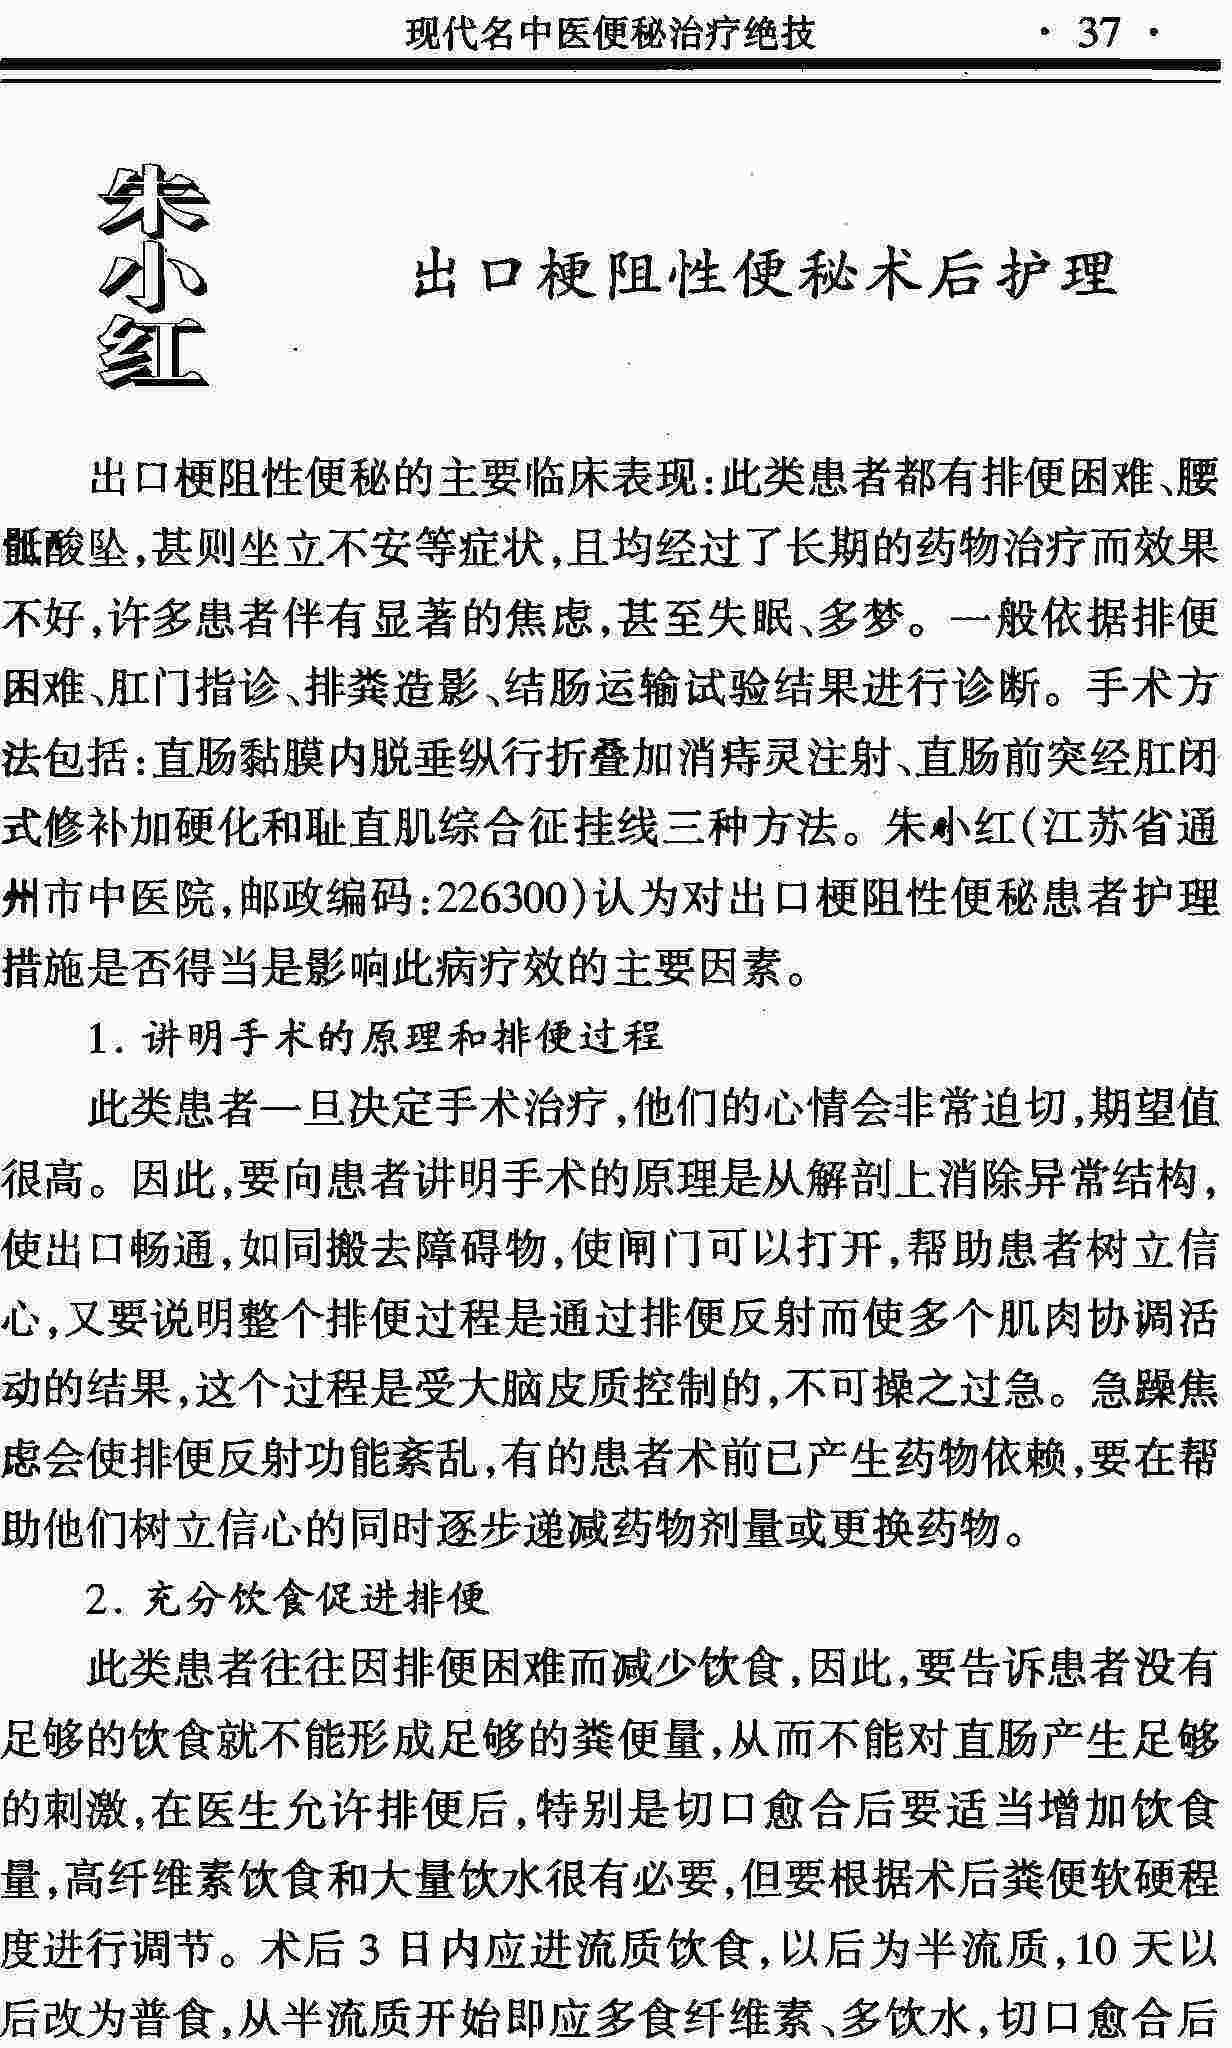 现代名中医便秘治疗绝技 · 37 ·
朱小红
出口梗阻性便秘术后护理
出口梗阻性便秘的主要临床表现:此类患者都有排便困难、腰
骶酸坠,甚则坐立不安等症状,且均经过了长期的药物治疗而效果
不好,许多患者伴有显著的焦虑,甚至失眠、多梦。一般依据排便
困难、肛门指诊、排粪造影、结肠运输试验结果进行诊断。手术方
法包括:直肠黏膜内脱垂纵行折叠加消痔灵注射、直肠前突经肛闭
式修补加硬化和耻直肌综合征挂线三种方法。朱小红(江苏省通
州市中医院,邮政编码:226300)认为对出口梗阻性便秘患者护理
措施是否得当是影响此病疗效的主要因素。
1. 讲明手术的原理和排便过程
此类患者一旦决定手术治疗,他们的心情会非常迫切,期望值
很高。因此,要向患者讲明手术的原理是从解剖上消除异常结构,
使出口畅通,如同搬去障碍物,使闸门可以打开,帮助患者树立信
心,又要说明整个排便过程是通过排便反射而使多个肌肉协调活
动的结果,这个过程是受大脑皮质控制的,不可操之过急。急躁焦
虑会使排便反射功能紊乱,有的患者术前已产生药物依赖,要在帮
助他们树立信心的同时逐步递减药物剂量或更换药物。
2. 充分饮食促进排便
此类患者往往因排便困难而减少饮食,因此,要告诉患者没有
足够的饮食就不能形成足够的粪便量,从而不能对直肠产生足够
的刺激,在医生允许排便后,特别是切口愈合后要适当增加饮食
量,高纤维素饮食和大量饮水很有必要,但要根据术后粪便软硬程
度进行调节。术后 3 日内应进流质饮食,以后为半流质,10 天以
后改为普食,从半流质开始即应多食纤维素、多饮水,切口愈合后